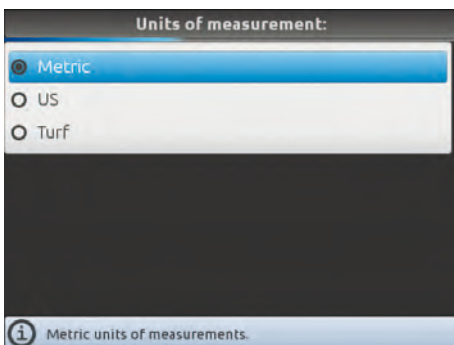 Units of measurement:
Metric
US
Turf
Metric units of measurements.